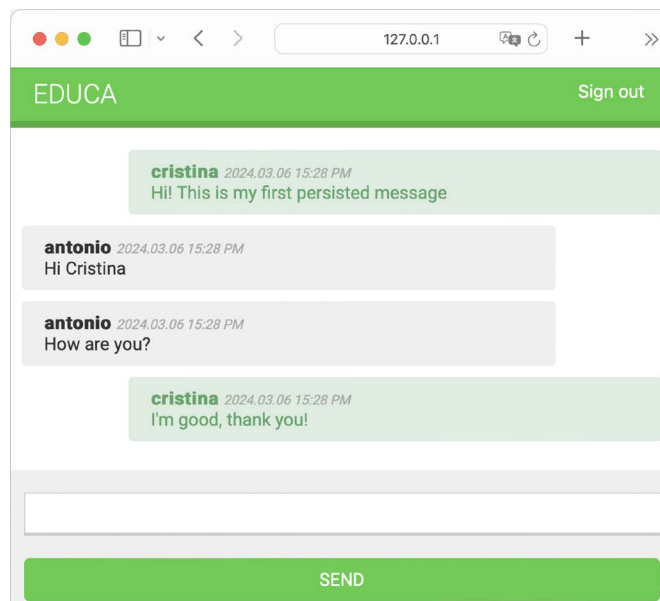 127.0.0.1
EDUCA
Sign out
cristina 2024.03.06 15:28 PM
Hi! This is my first persisted message
antonio 2024.03.06 15:28 PM
Hi Cristina
antonio 2024.03.06 15:28 PM
How are you?
cristina 2024.03.06 15:28 PM
I'm good, thank you!
SEND